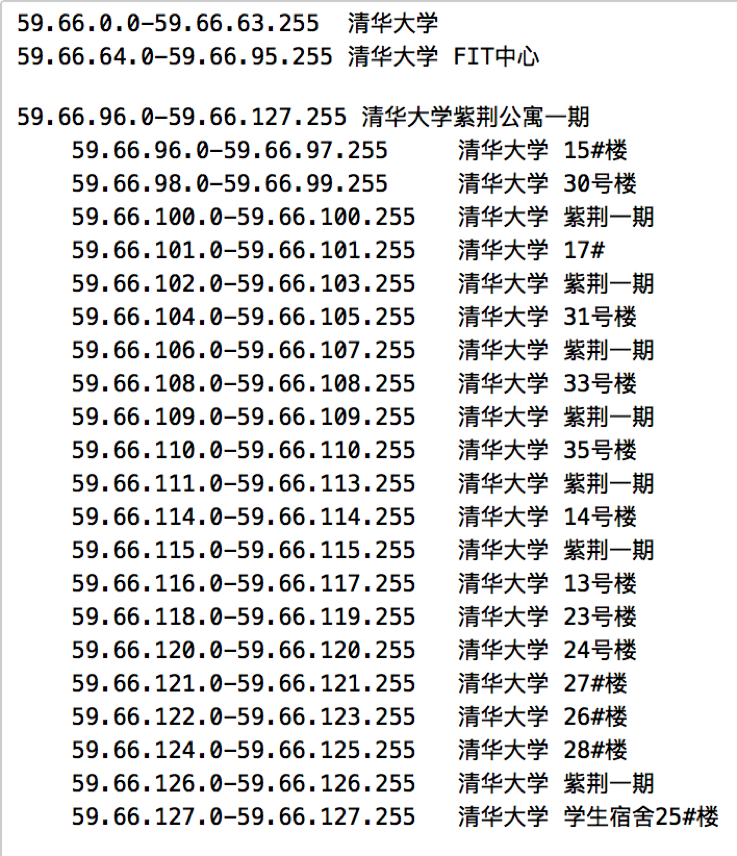 59.66.0.0-59.66.63.255 清华大学
59.66.64.0-59.66.95.255 清华大学 FIT中心
59.66.96.0-59.66.127.255 清华大学紫荆公寓一期
59.66.96.0-59.66.97.255 清华大学 15#楼
59.66.98.0-59.66.99.255 清华大学 30号楼
59.66.100.0-59.66.100.255 清华大学 紫荆一期
59.66.101.0-59.66.101.255 清华大学 17#
59.66.102.0-59.66.103.255 清华大学 紫荆一期
59.66.104.0-59.66.105.255 清华大学 31号楼
59.66.106.0-59.66.107.255 清华大学 紫荆一期
59.66.108.0-59.66.108.255 清华大学 33号楼
59.66.109.0-59.66.109.255 清华大学 紫荆一期
59.66.110.0-59.66.110.255 清华大学 35号楼
59.66.111.0-59.66.113.255 清华大学 紫荆一期
59.66.114.0-59.66.114.255 清华大学 14号楼
59.66.115.0-59.66.115.255 清华大学 紫荆一期
59.66.116.0-59.66.117.255 清华大学 13号楼
59.66.118.0-59.66.119.255 清华大学 23号楼
59.66.120.0-59.66.120.255 清华大学 24号楼
59.66.121.0-59.66.121.255 清华大学 27#楼
59.66.122.0-59.66.123.255 清华大学 26#楼
59.66.124.0-59.66.125.255 清华大学 28#楼
59.66.126.0-59.66.126.255 清华大学 紫荆一期
59.66.127.0-59.66.127.255 清华大学 学生宿舍25#楼